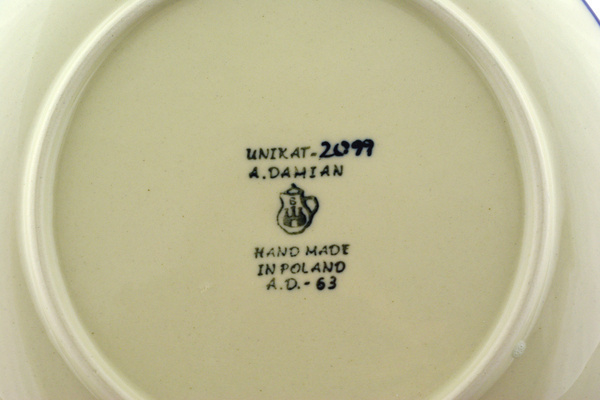 UNIKAT-2099
A.DAMIAN
G
HAND MADE
IN POLAND
A.D.-63